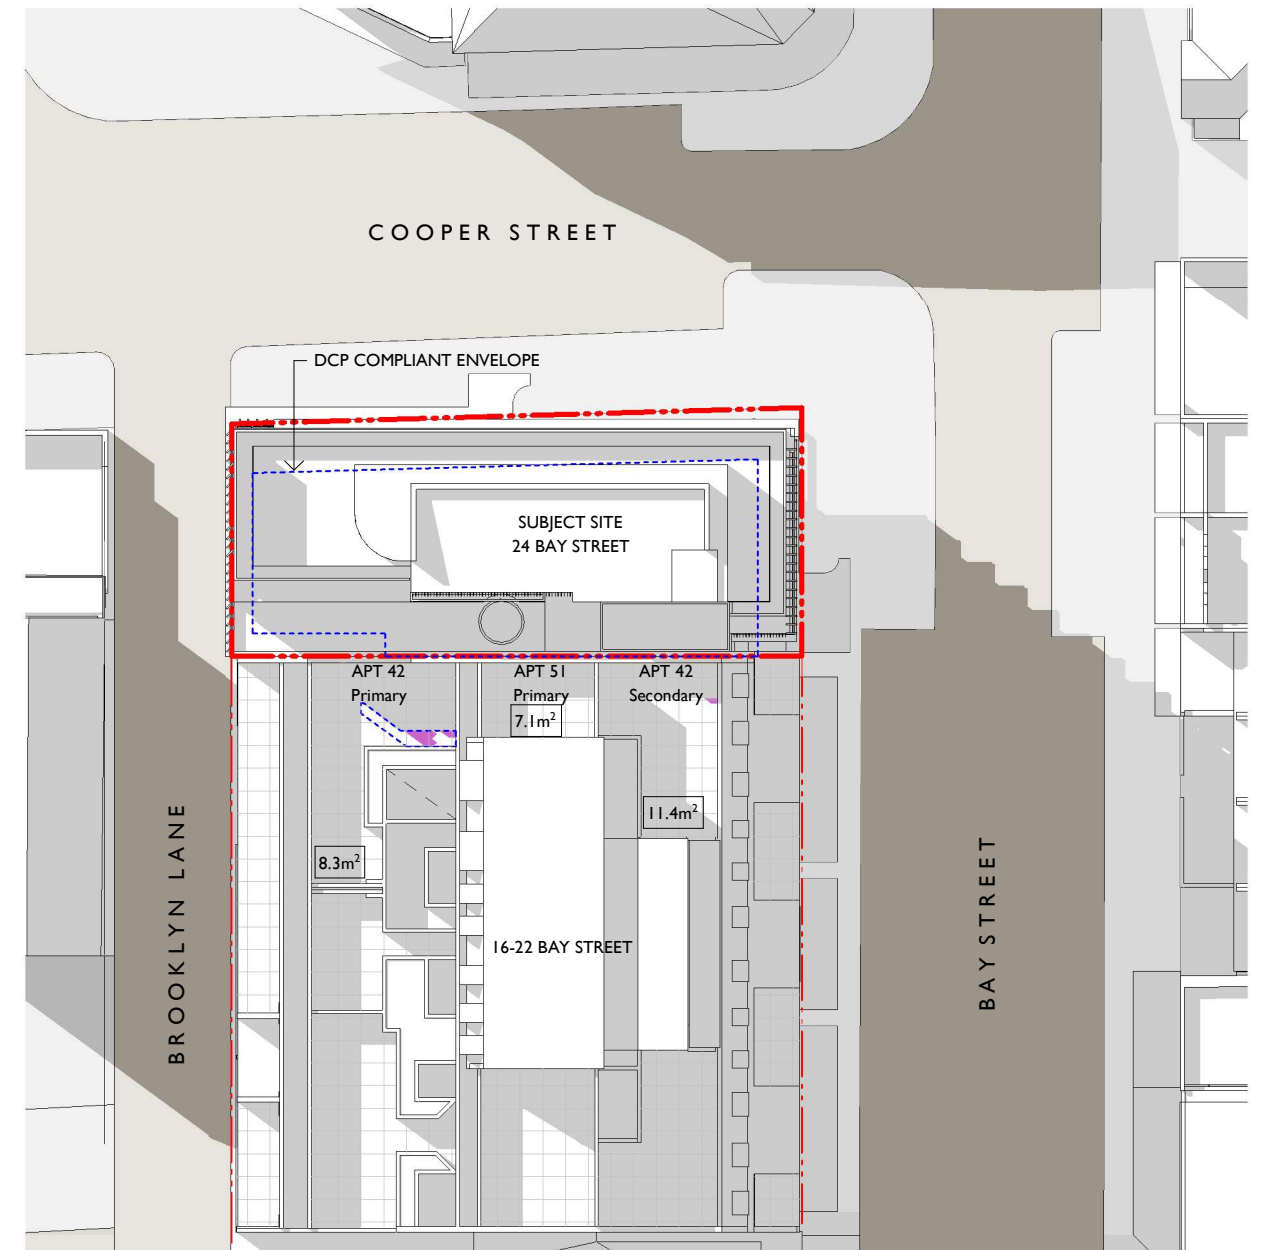 COOPER STREET
DCP COMPLIANT ENVELOPE
SUBJECT SITE
24 BAY STREET
APT 42
Primary
APT 51
Primary
7.1m²
APT 42
Secondary
11.4m²
8.3m²
16-22 BAY STREET
BROOKLYN LANE
BAY STREET